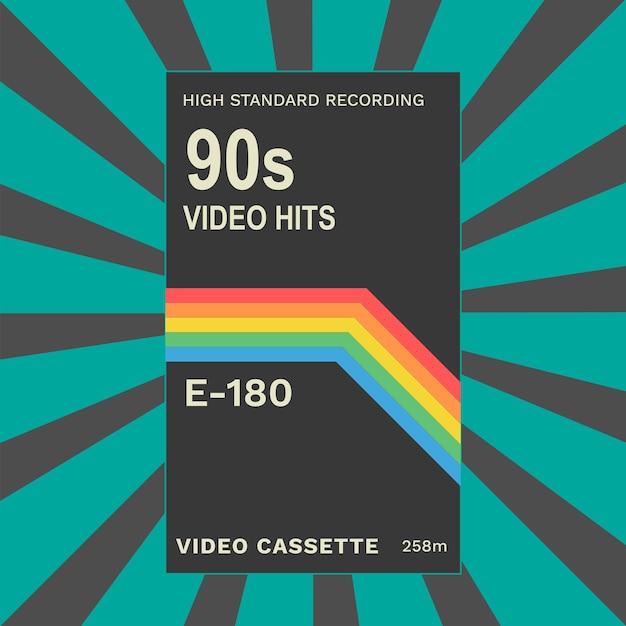 HIGH STANDARD RECORDING
90s
VIDEO HITS
E-180
VIDEO CASSETTE 258m